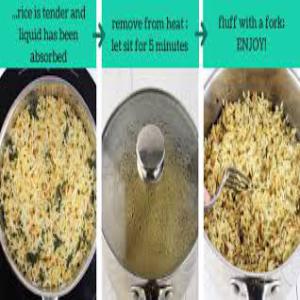 ...rice is tender and
liquid has been
absorbed
remove from heat ;
let sit for 5 minutes
fluff with a fork;
ENJOY!